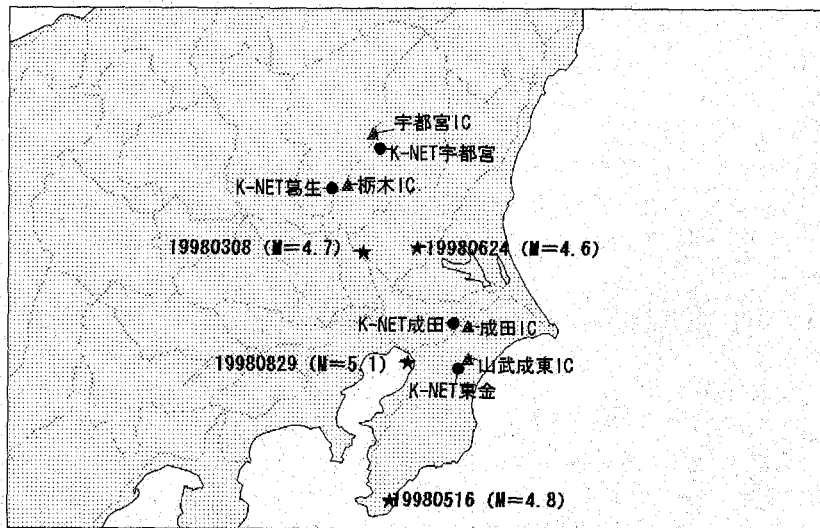 宇都宮IC
K-NET宇都宮
K-NET葛生
栃木IC
19980308 (M=4.7)
19980624 (M=4.6)
K-NET成田
成田IC
19980829 (M=5.1)
山武成東IC
K-NET東金
19980516 (M=4.8)